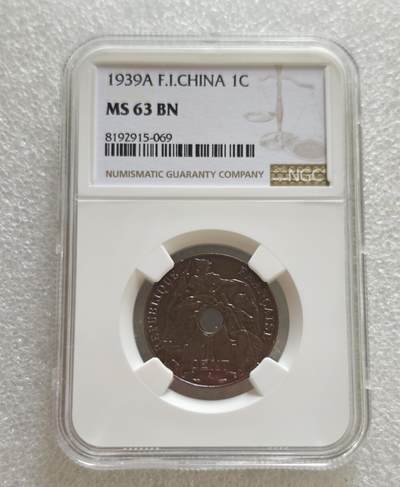 1939A F.I.CHINA 1C
MS 63 BN
8192915-069
NUMISMATIC GUARANTY COMPANY
NGC
REPUBLIQUE FRANÇAISE
CENT
A